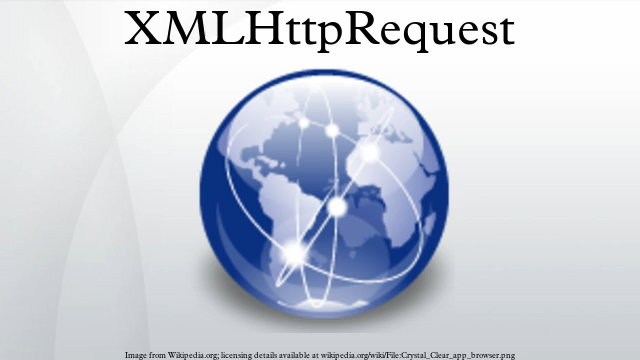 XMLHttpRequest
Image from Wikipedia.org; licensing details available at wikipedia.org/wiki/File:Crystal_Clear_app_browser.png